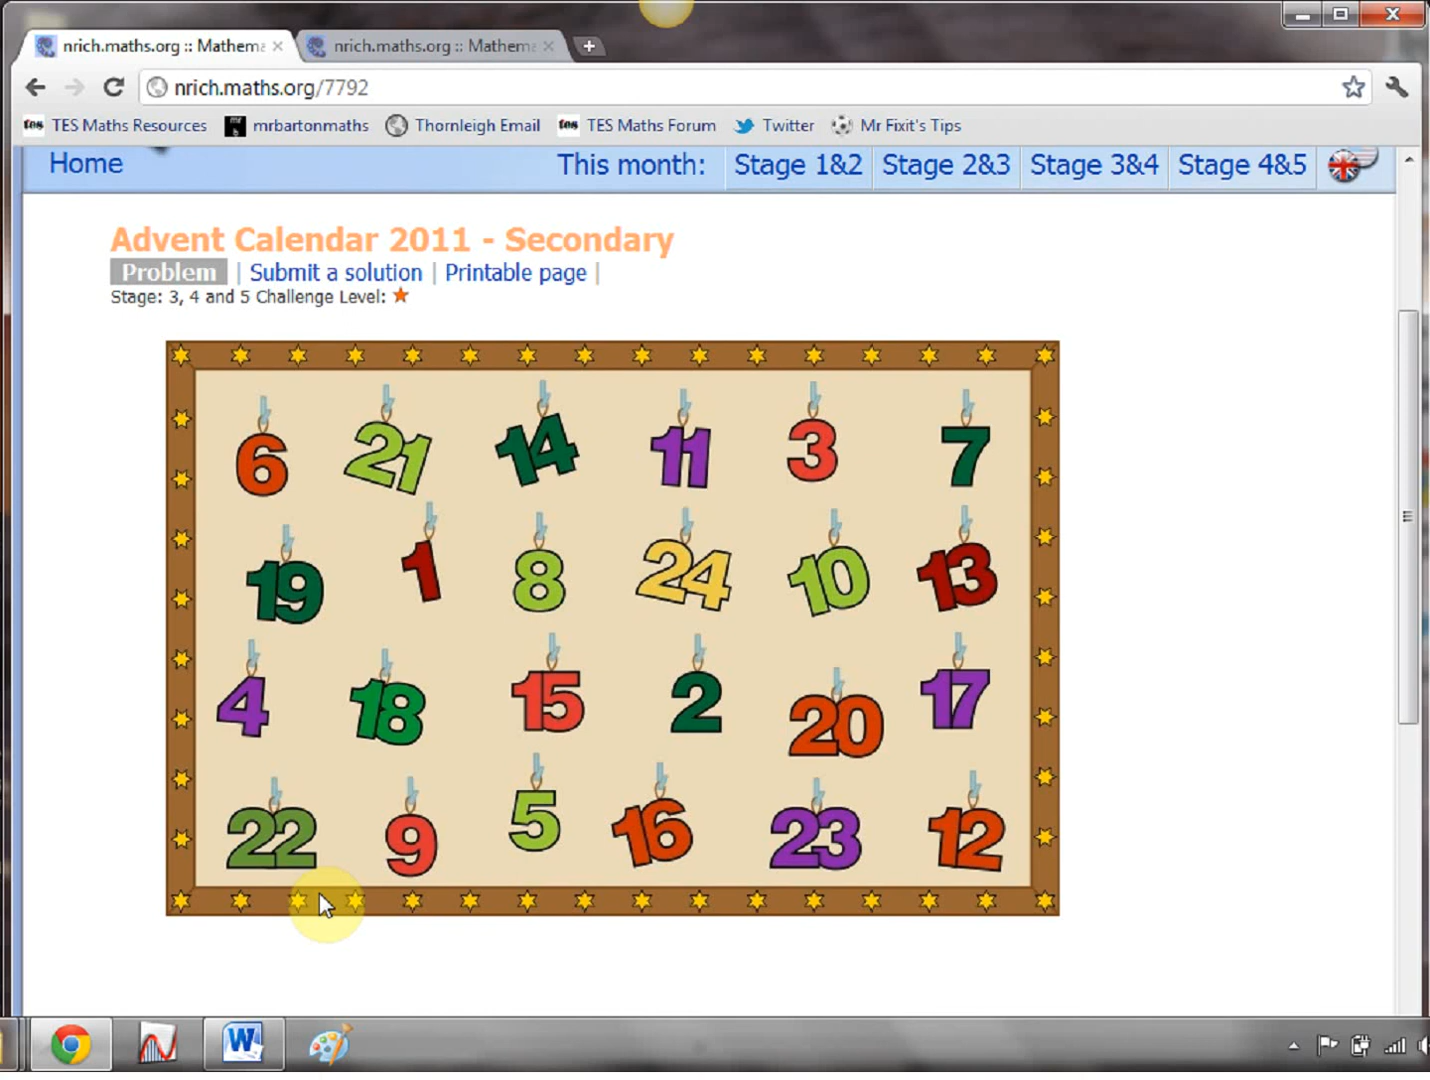 nrich.maths.org :: Mathema
nrich.maths.org :: Mathema
nrich.maths.org/7792
tes TES Maths Resources mrbartonmaths Thornleigh Email tes TES Maths Forum Twitter Mr Fixit's Tips
Home This month: Stage 1&2 Stage 2&3 Stage 3&4 Stage 4&5
Advent Calendar 2011 - Secondary
Problem | Submit a solution | Printable page |
Stage: 3, 4 and 5 Challenge Level:
6 21 14 11 3 7
19 1 8 24 10 13
4 18 15 2 20 17
22 9 5 16 23 12
W